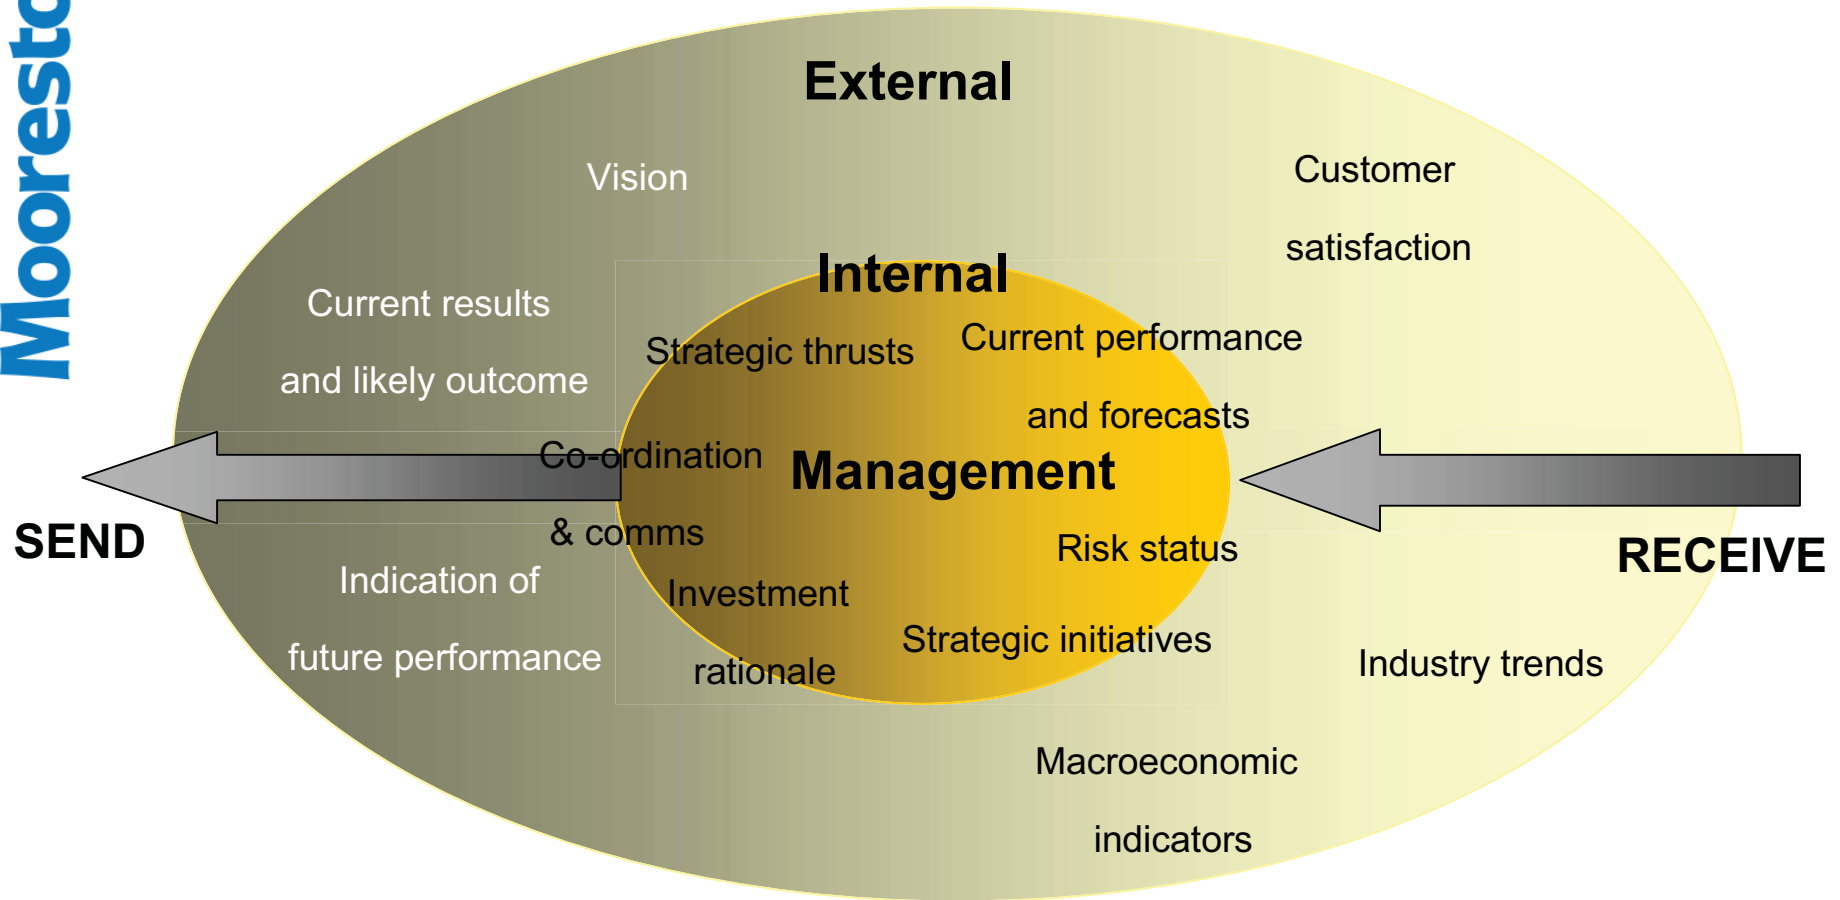 Mooresto
External
Vision
Customer
satisfaction
Internal
Current results
and likely outcome
Strategic thrusts
Current performance
and forecasts
Co-ordination
& comms
Management
SEND
RECEIVE
Indication of
future performance
Investment
rationale
Risk status
Strategic initiatives
Industry trends
Macroeconomic
indicators